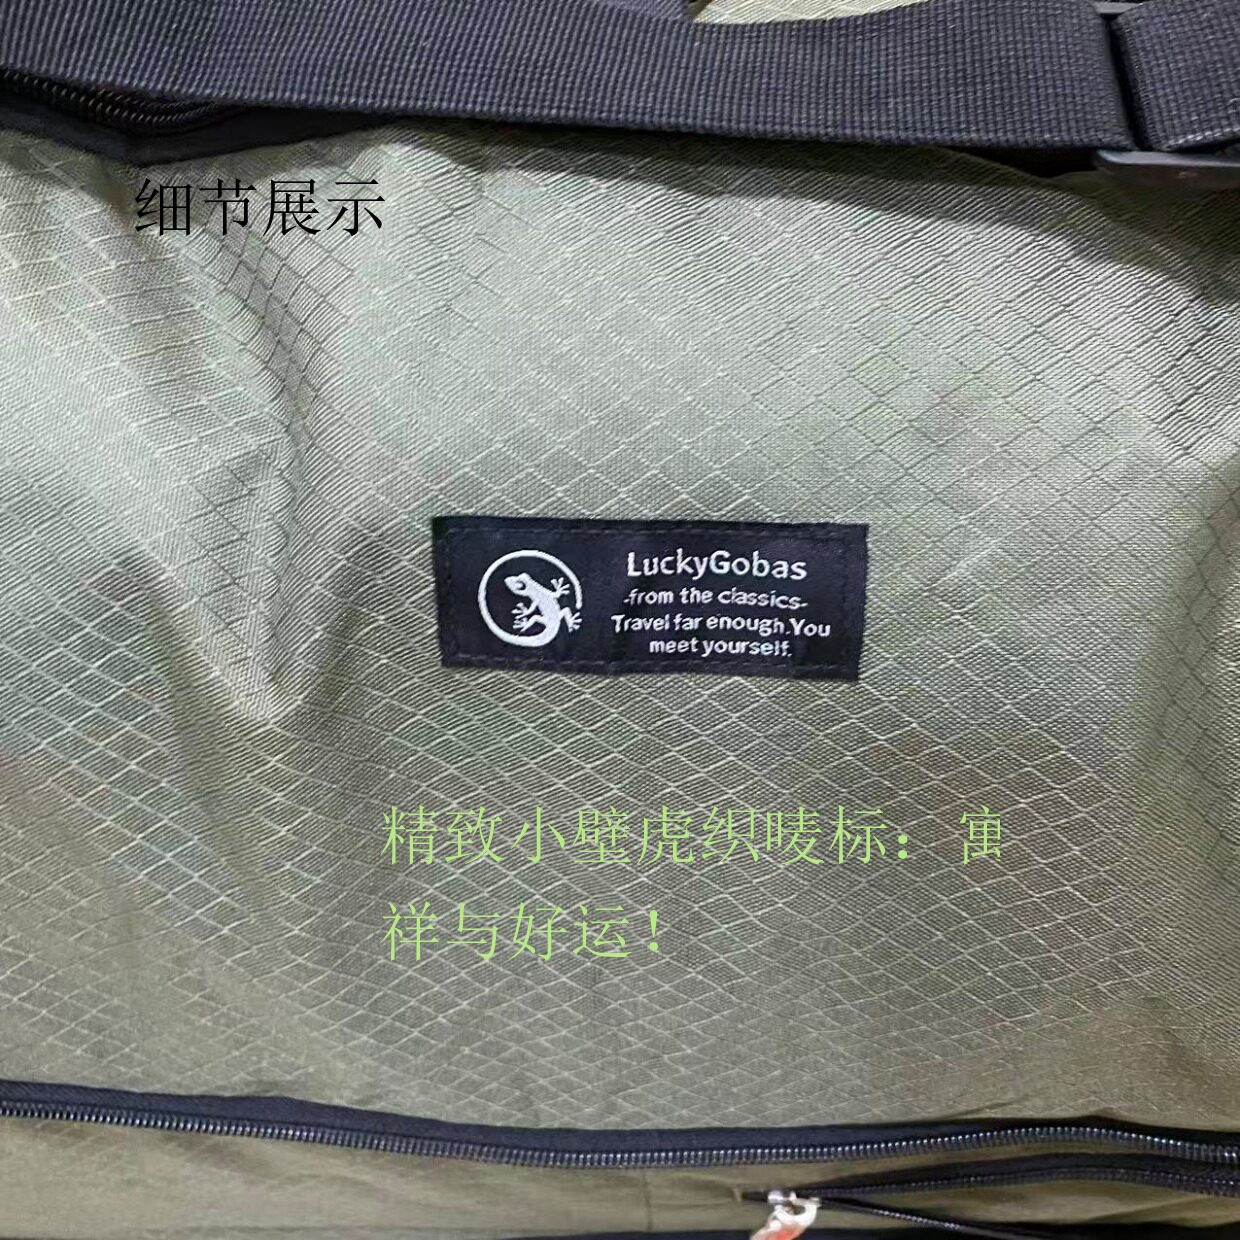 细节展示
LuckyGobas
-from the classics-
Travel far enough.You
meet yourself.
精致小壁虎织唛标：寓
祥与好运！